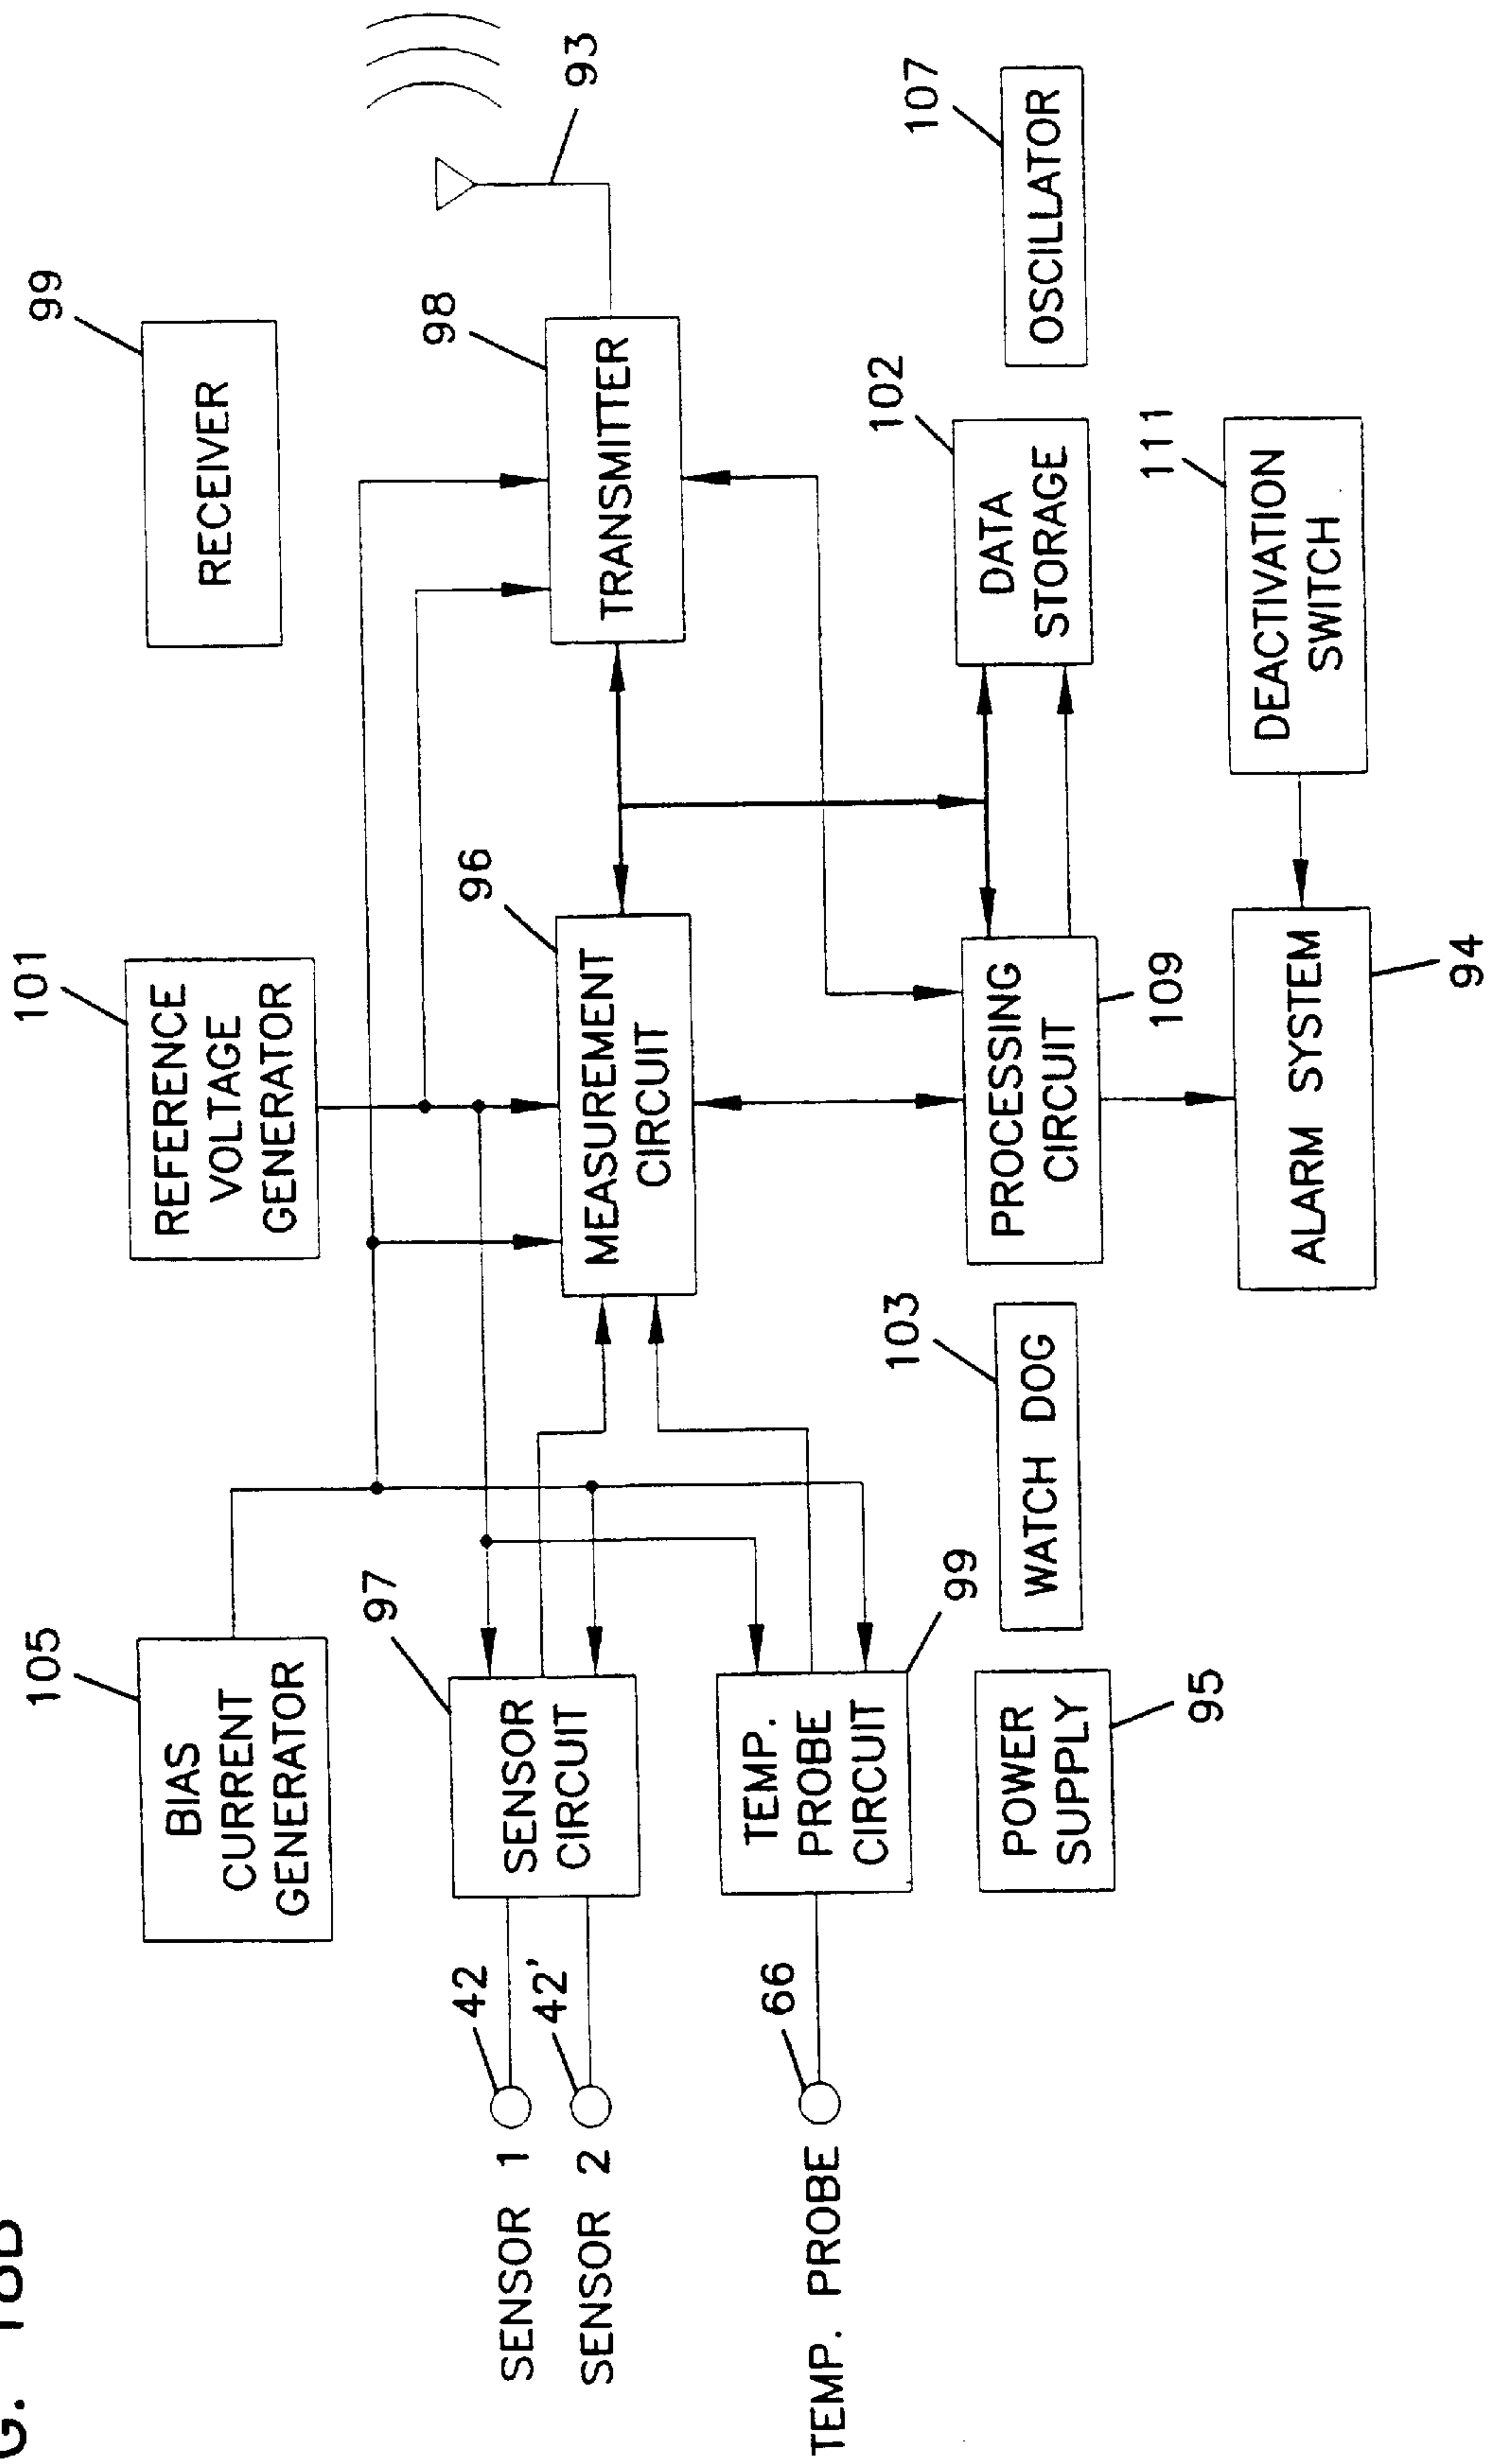 G. 18B
105
BIAS
CURRENT
GENERATOR
101
REFERENCE
VOLTAGE
GENERATOR
99
RECEIVER
93
SENSOR 1
42
SENSOR 2
42'
97
SENSOR
CIRCUIT
96
MEASUREMENT
CIRCUIT
98
TRANSMITTER
TEMP. PROBE
66
TEMP.
PROBE
CIRCUIT
99
POWER
SUPPLY
95
103
WATCH DOG
PROCESSING
CIRCUIT
109
102
DATA
STORAGE
107
OSCILLATOR
ALARM SYSTEM
94
111
DEACTIVATION
SWITCH